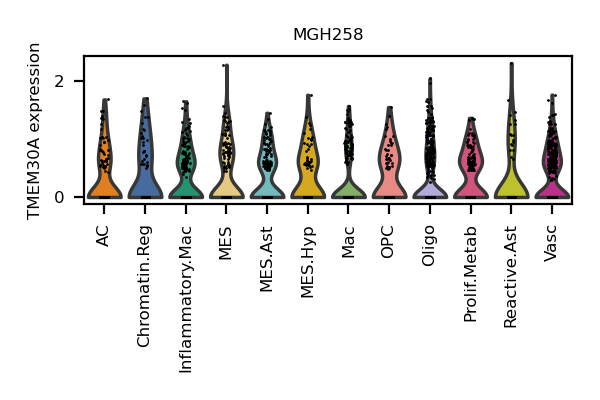 MGH258
TMEM30A expression
2
0
AC
Chromatin.Reg
Inflammatory.Mac
MES
MES.Ast
MES.Hyp
Mac
OPC
Oligo
Prolif.Metab
Reactive.Ast
Vasc